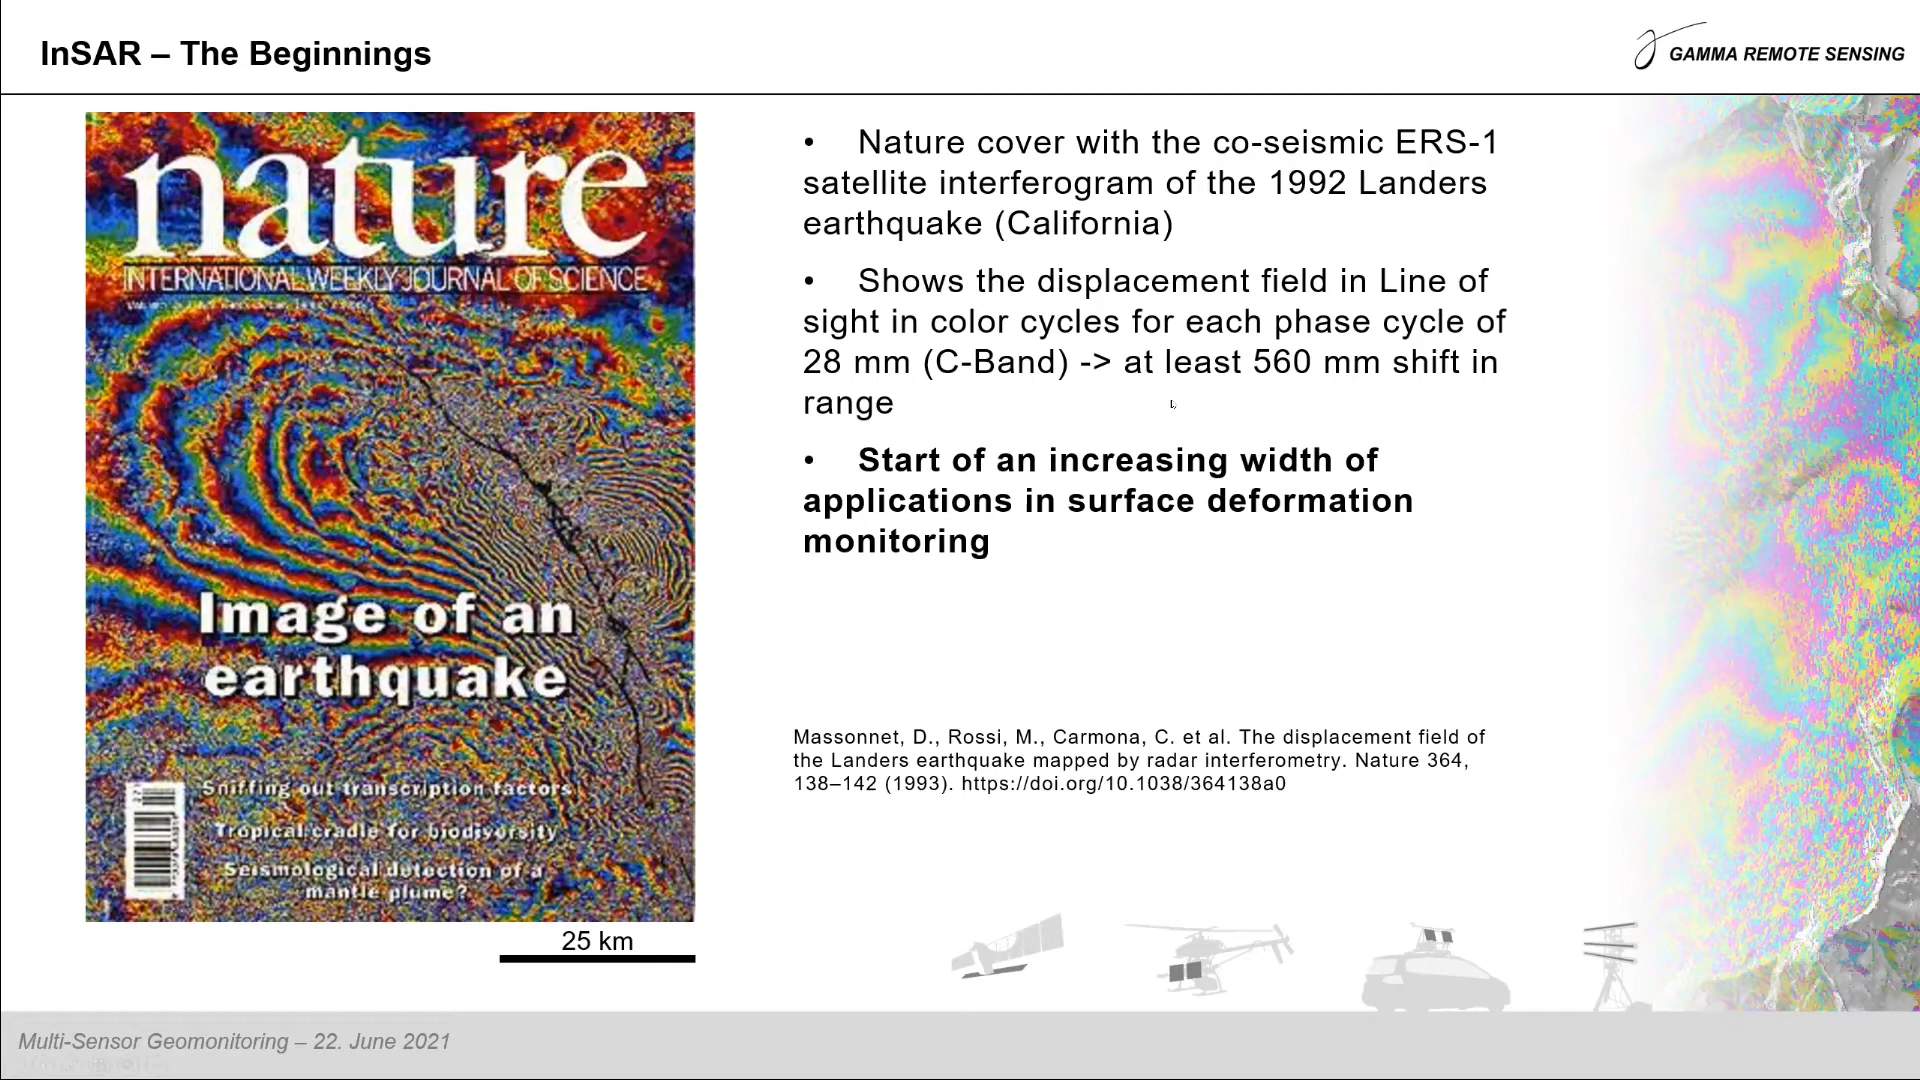 InSAR – The Beginnings
GAMMA REMOTE SENSING
nature
INTERNATIONAL WEEKLY JOURNAL OF SCIENCE
Image of an
earthquake
Sniffing out transcription factors
Tropical cradle for biodiversity
Seismological detection of a
mantle plume?
25 km
• Nature cover with the co-seismic ERS-1
satellite interferogram of the 1992 Landers
earthquake (California)
• Shows the displacement field in Line of
sight in color cycles for each phase cycle of
28 mm (C-Band) -> at least 560 mm shift in
range
• Start of an increasing width of
applications in surface deformation
monitoring
Massonnet, D., Rossi, M., Carmona, C. et al. The displacement field of
the Landers earthquake mapped by radar interferometry. Nature 364,
138–142 (1993). https://doi.org/10.1038/364138a0
Multi-Sensor Geomonitoring – 22. June 2021